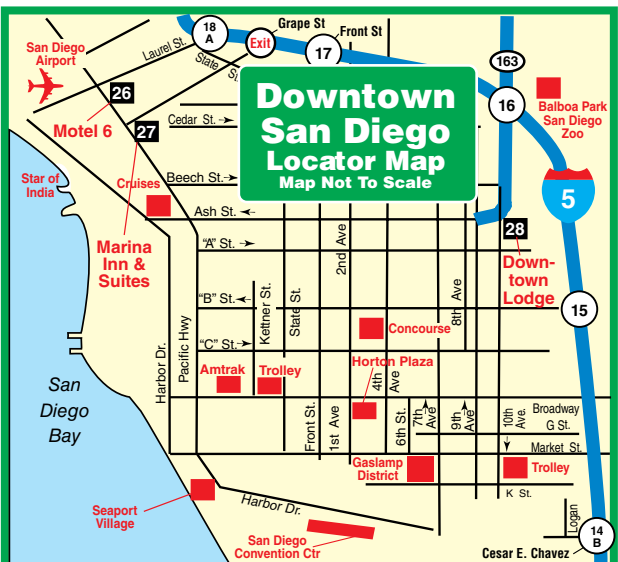 18
A
Grape St
Exit
Front St
17
San Diego
Airport
Laurel St.
State St.
163
26
Motel 6
27
Cedar St.
Downtown
San Diego
Locator Map
Map Not To Scale
16
Balboa Park
San Diego
Zoo
5
Star of
India
Cruises
Beech St.
Ash St.
Marina
Inn &
Suites
"A" St.
2nd Ave
28
Down-
town
Lodge
"B" St.
Kettner St.
State St.
8th Ave
15
Concourse
"C" St.
Harbor Dr.
Pacific Hwy
Amtrak
Trolley
Horton Plaza
4th Ave
San
Diego
Bay
Front St.
1st Ave
6th St.
7th Ave
9th Ave
10th Ave.
Broadway
G St.
Market St.
Gaslamp
District
Trolley
K St.
Seaport
Village
Harbor Dr.
San Diego
Convention Ctr
Logan
14
B
Cesar E. Chavez